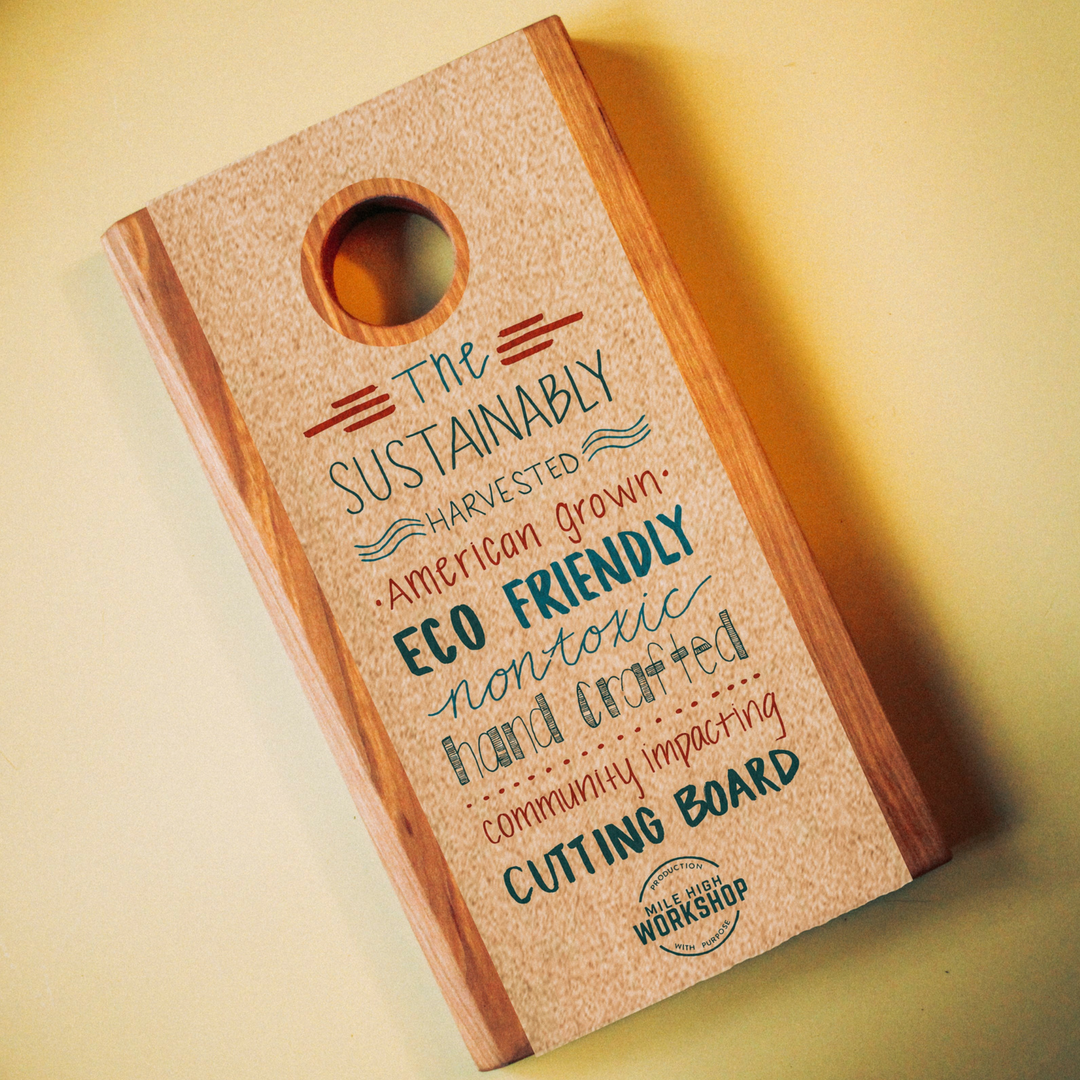 The
SUSTAINABLY
HARVESTED
American grown
ECO FRIENDLY
nontoxic
hand crafted
community impacting
CUTTING BOARD
PRODUCTION
MILE HIGH
WORKSHOP
WITH PURPOSE